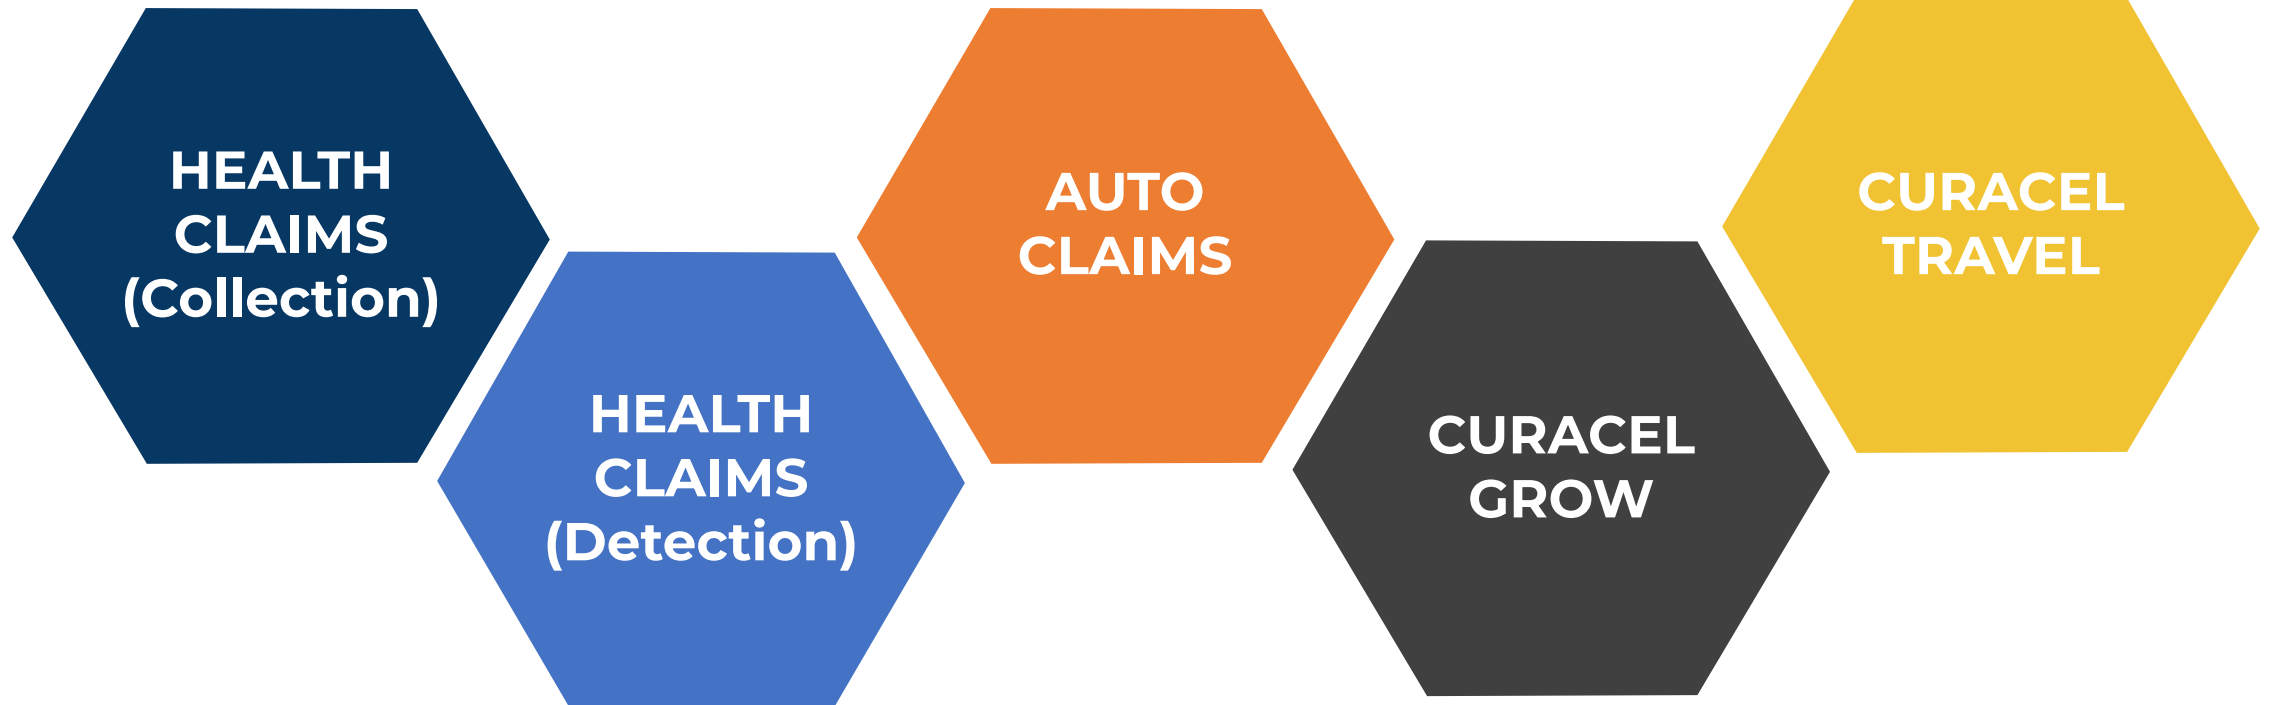 HEALTH
CLAIMS
(Collection)
HEALTH
CLAIMS
(Detection)
AUTO
CLAIMS
CURACEL
GROW
CURACEL
TRAVEL